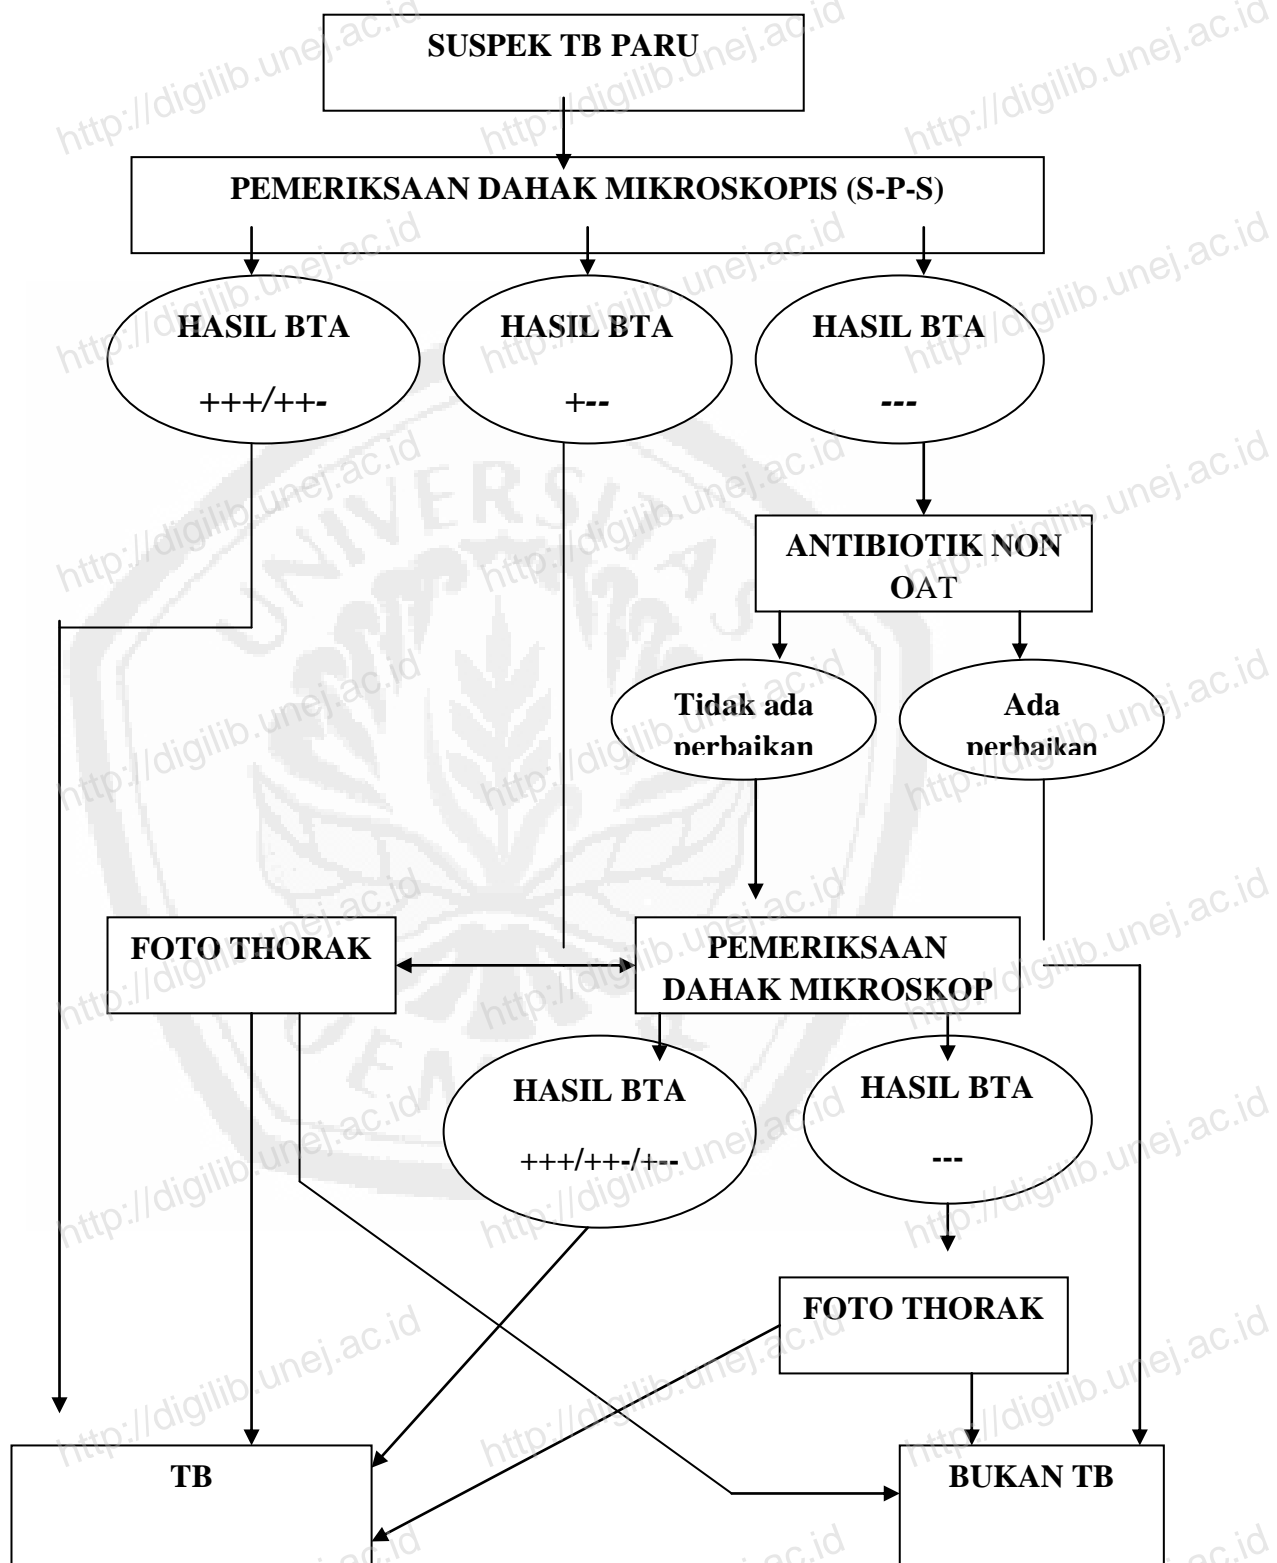 SUSPEK TB PARU
PEMERIKSAAN DAHAK MIKROSKOPIS (S-P-S)
HASIL BTA
+++/++-
HASIL BTA
+--
HASIL BTA
---
ANTIBIOTIK NON
OAT
Tidak ada
perbaikan
Ada
perbaikan
FOTO THORAK
PEMERIKSAAN
DAHAK MIKROSKOP
HASIL BTA
+++/++-/+--
HASIL BTA
---
FOTO THORAK
TB
BUKAN TB
http://digilib.unej.ac.id
UNIVERSITAS
JEMBER